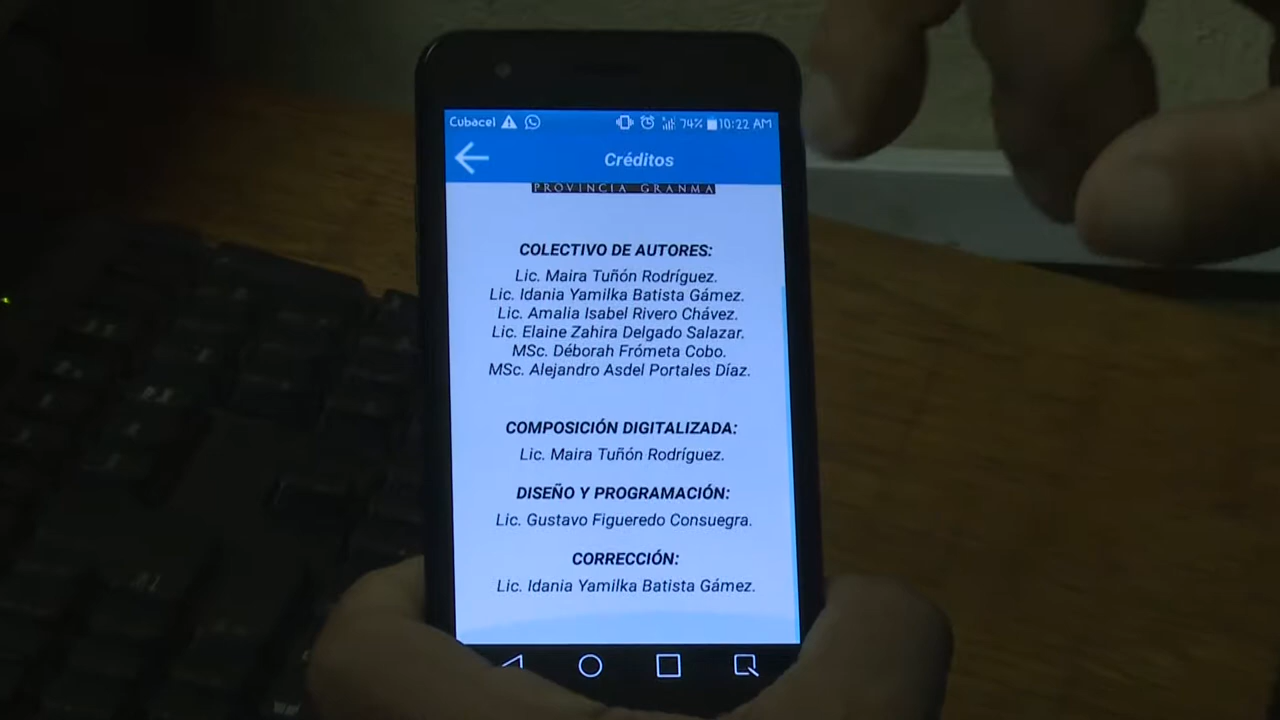 Cubacel 74% 10:22 AM
Créditos
PROVINCIA GRANMA
COLECTIVO DE AUTORES:
Lic. Maira Tuñón Rodríguez.
Lic. Idania Yamilka Batista Gámez.
Lic. Amalia Isabel Rivero Chávez.
Lic. Elaine Zahira Delgado Salazar.
MSc. Déborah Frómeta Cobo.
MSc. Alejandro Asdel Portales Díaz.
COMPOSICIÓN DIGITALIZADA:
Lic. Maira Tuñón Rodríguez.
DISEÑO Y PROGRAMACIÓN:
Lic. Gustavo Figueredo Consuegra.
CORRECCIÓN:
Lic. Idania Yamilka Batista Gámez.